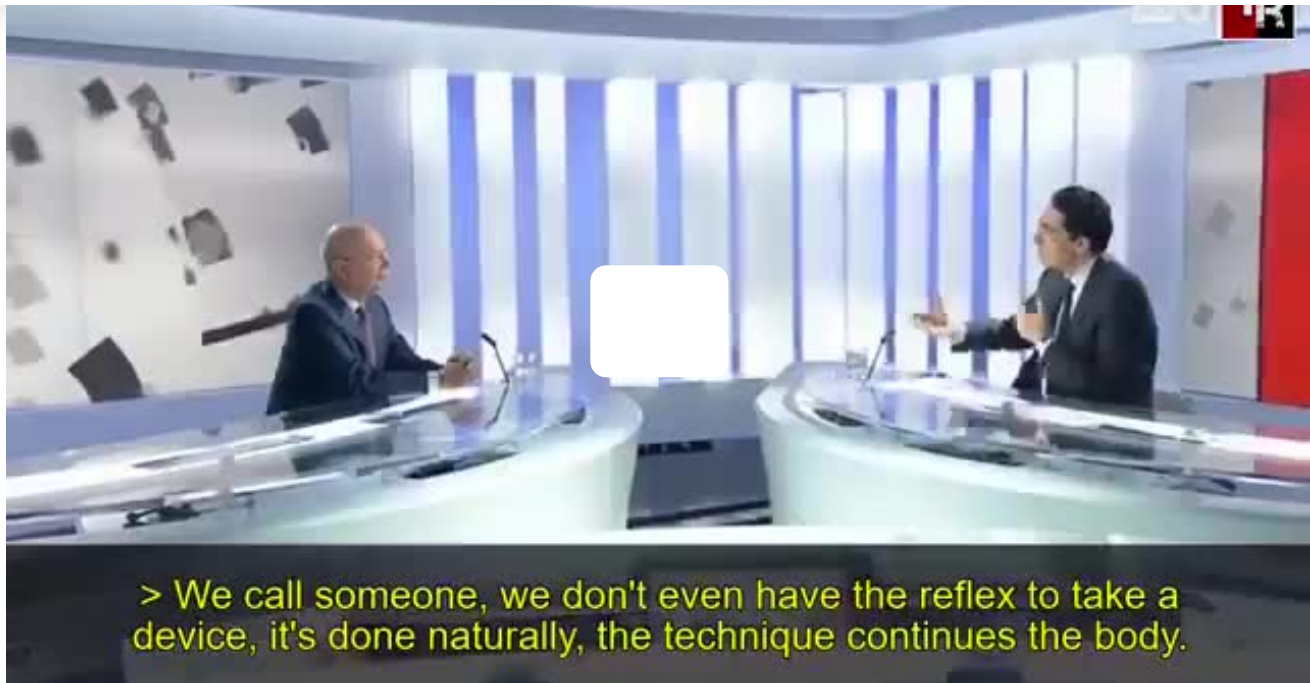 > We call someone, we don't even have the reflex to take a
device, it's done naturally, the technique continues the body.